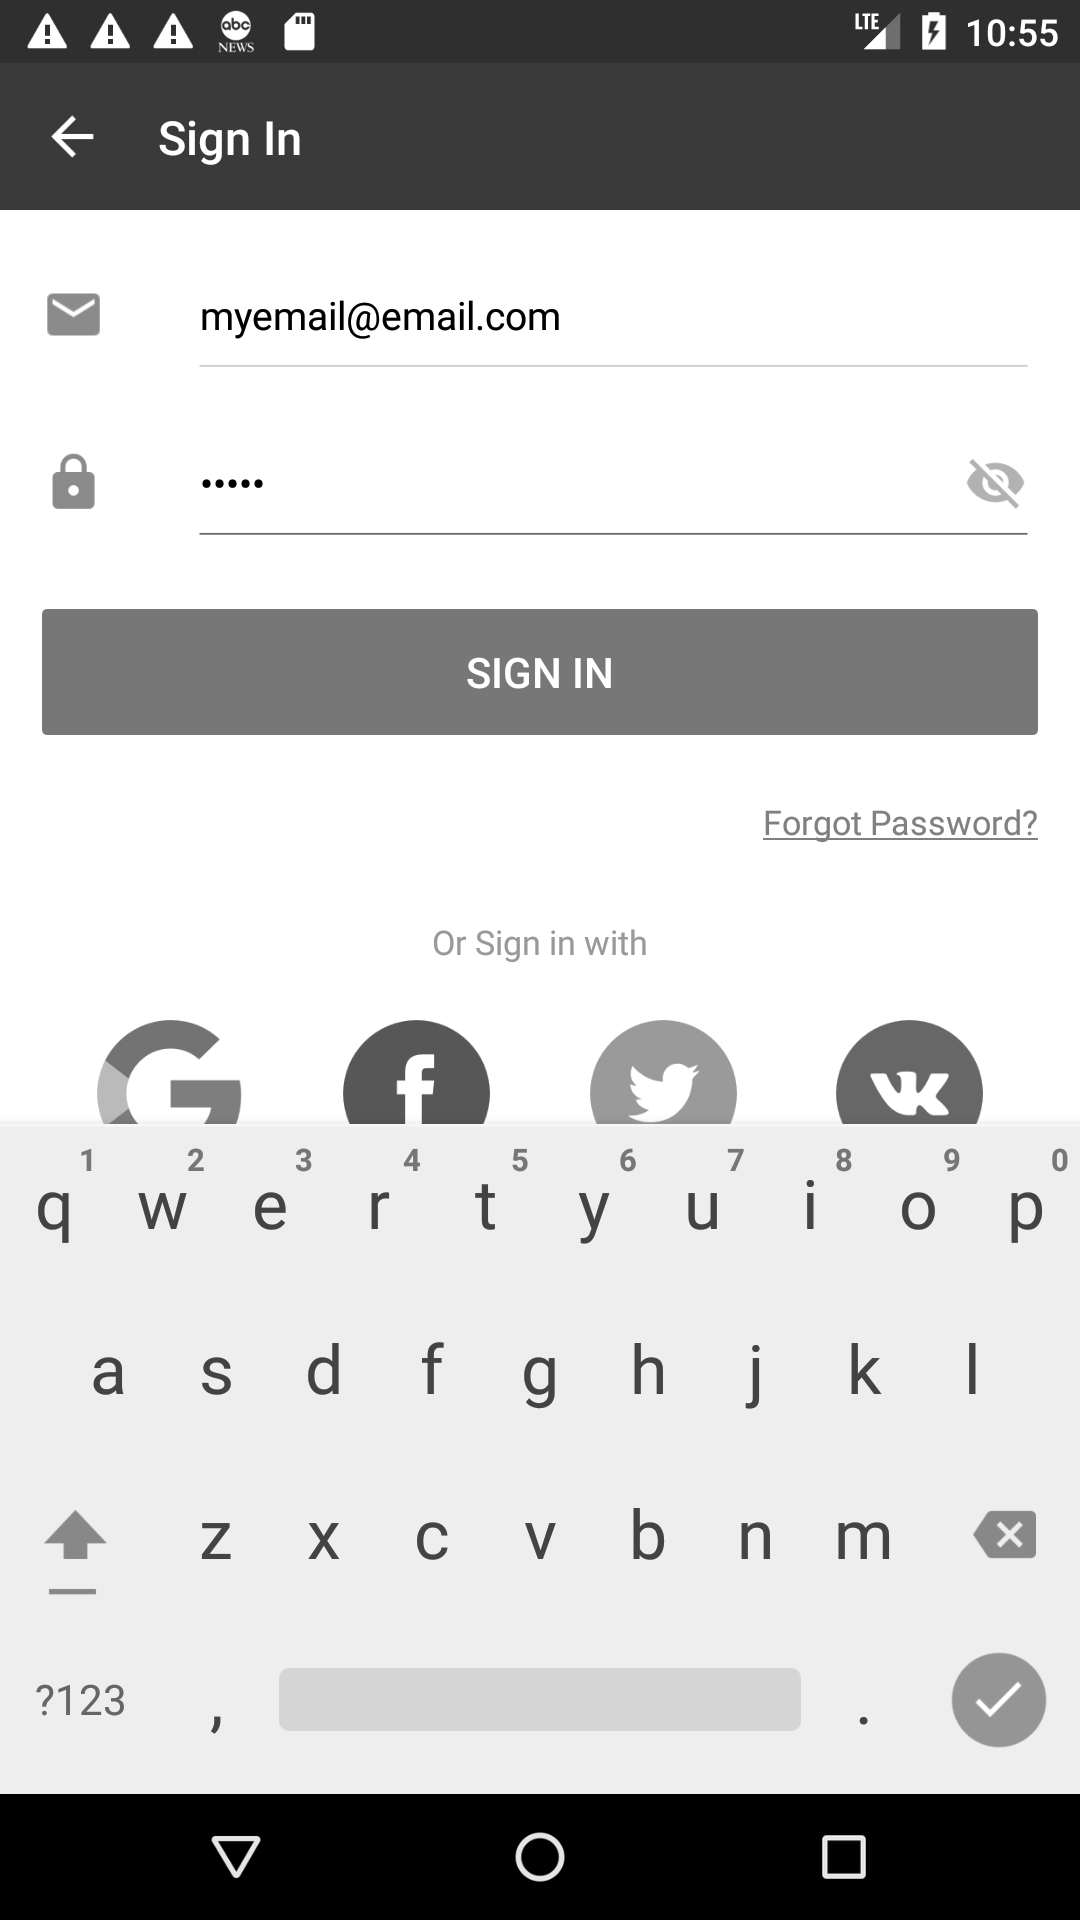 abc
NEWS
LTE
10:55
Sign In
myemail@email.com
•••••
SIGN IN
Forgot Password?
Or Sign in with
1 2 3 4 5 6 7 8 9 0
q w e r t y u i o p
a s d f g h j k l
z x c v b n m
?123 , .